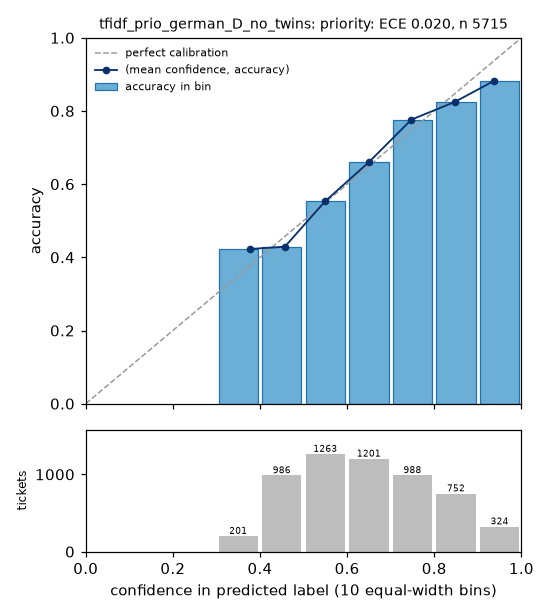 tfidf_prio_german_D_no_twins: priority: ECE 0.020, n 5715
1.0
perfect calibration
(mean confidence, accuracy)
accuracy in bin
0.8
0.6
accuracy
0.4
0.2
0.0
tickets
1000
0
201
986
1263
1201
988
752
324
0.0 0.2 0.4 0.6 0.8 1.0
confidence in predicted label (10 equal-width bins)